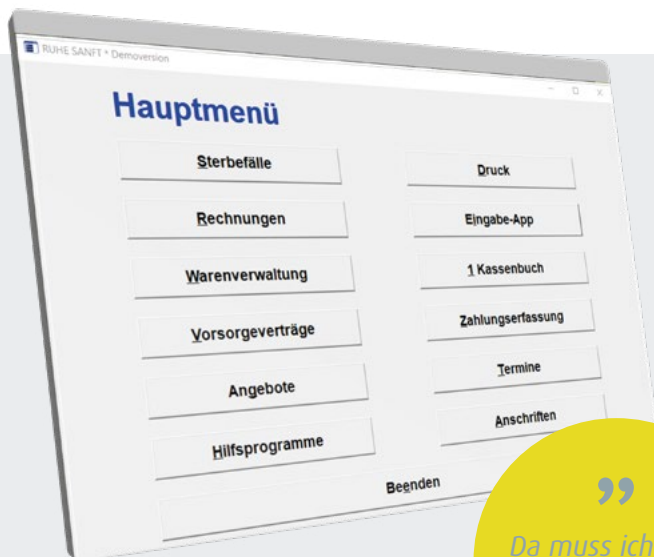 RUHE SANFT * Demoversion
Hauptmenü
Sterbefälle
Rechnungen
Warenverwaltung
Vorsorgeverträge
Angebote
Hilfsprogramme
Druck
Eingabe-App
1 Kassenbuch
Zahlungserfassung
Termine
Anschriften
Beenden
”
Da muss ich